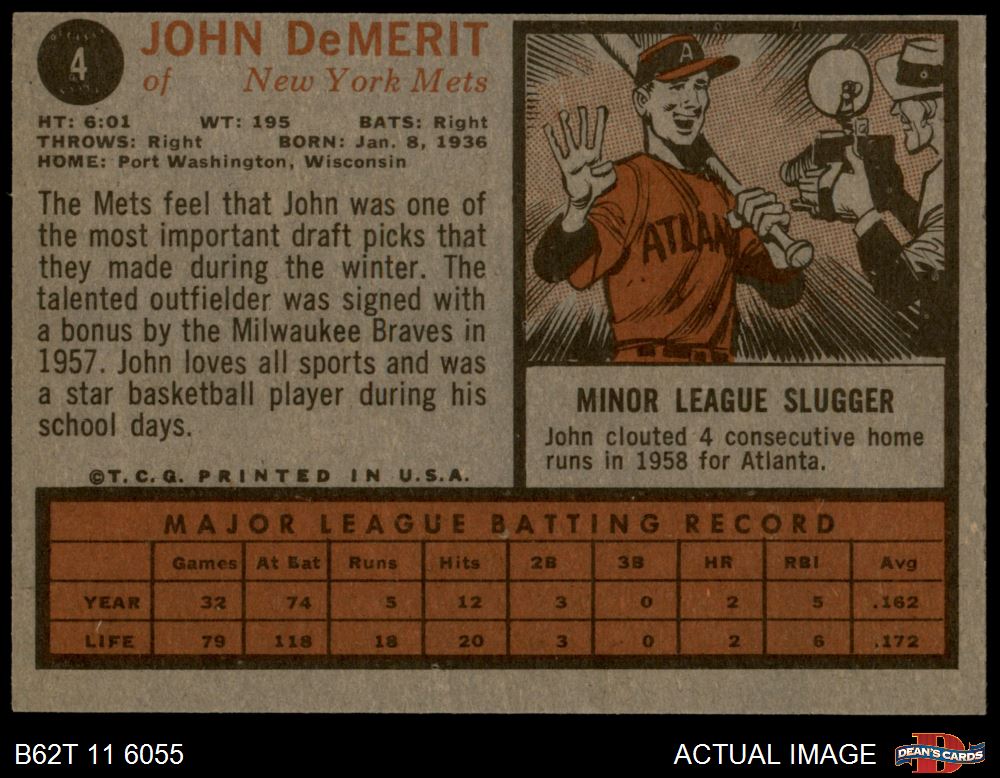 4
JOHN DeMERIT
of New York Mets
HT: 6:01 WT: 195 BATS: Right
THROWS: Right BORN: Jan. 8, 1936
HOME: Port Washington, Wisconsin
The Mets feel that John was one of
the most important draft picks that
they made during the winter. The
talented outfielder was signed with
a bonus by the Milwaukee Braves in
1957. John loves all sports and was
a star basketball player during his
school days.
©T.C.G. PRINTED IN U.S.A.
A
ATLAN
MINOR LEAGUE SLUGGER
John clouted 4 consecutive home
runs in 1958 for Atlanta.
MAJOR LEAGUE BATTING RECORD
Games At Bat Runs Hits 2B 3B HR RBI Avg
YEAR 32 74 5 12 3 0 2 5 .162
LIFE 79 118 18 20 3 0 2 6 .172
B62T 11 6055 ACTUAL IMAGE
D
DEAN'S CARDS